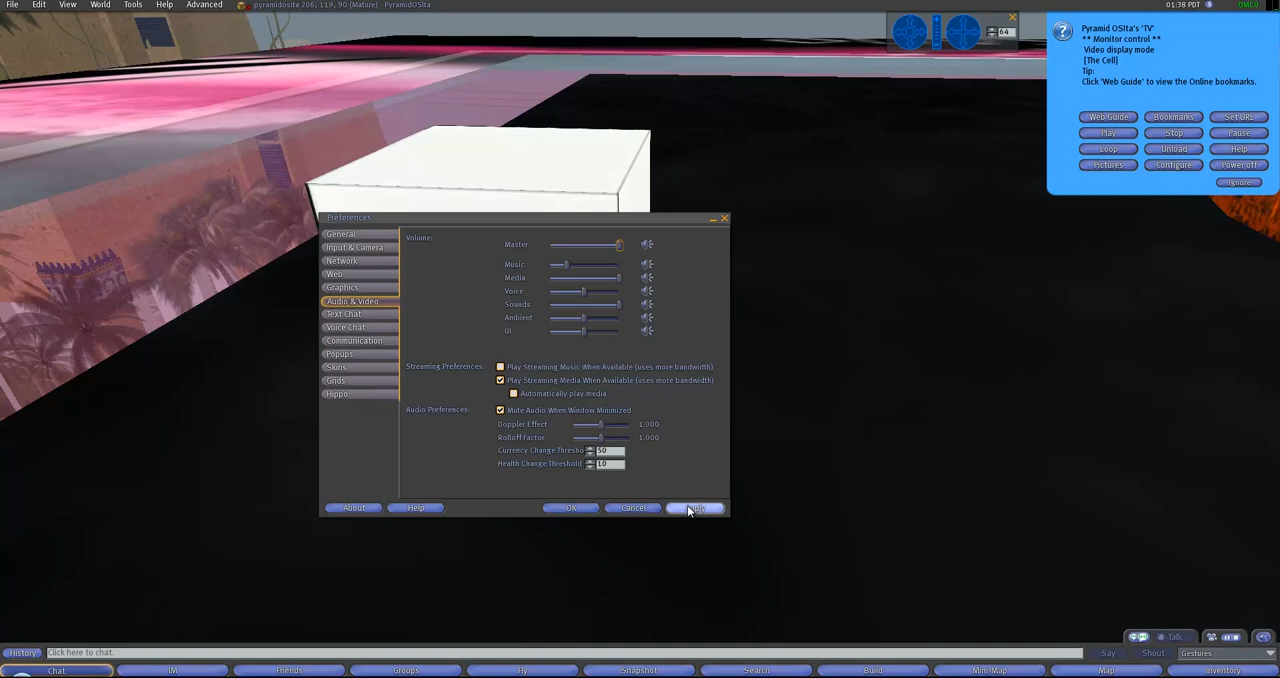 File Edit View World Tools Help Advanced pyramidosita 206, 119, 90 (Mature) - PyramidOSIta 01:38 PDT OMC0
64
Pyramid OSIta's 'TV'
** Monitor control **
Video display mode
[The Cell]
Tip:
Click 'Web Guide' to view the Online bookmarks.
Web Guide Bookmarks Set URL
Play Stop Pause
Loop Unload Help
Pictures Configure Power off
Ignore
Preferences
General
Input & Camera
Network
Web
Graphics
Audio & Video
Text Chat
Voice Chat
Communication
Popups
Skins
Grids
Hippo
Volume:
Master
Music
Media
Voice
Sounds
Ambient
UI
Streaming Preferences: Play Streaming Music When Available (uses more bandwidth)
Play Streaming Media When Available (uses more bandwidth)
Automatically play media
Audio Preferences: Mute Audio When Window Minimized
Doppler Effect 1.000
Rolloff Factor 1.000
Currency Change Thresho 50
Health Change Threshold 10
About Help OK Cancel
Talk
History Click here to chat. Say Shout Gestures
Chat IM Friends Groups Fly Snapshot Search Build Mini-Map Map Inventory